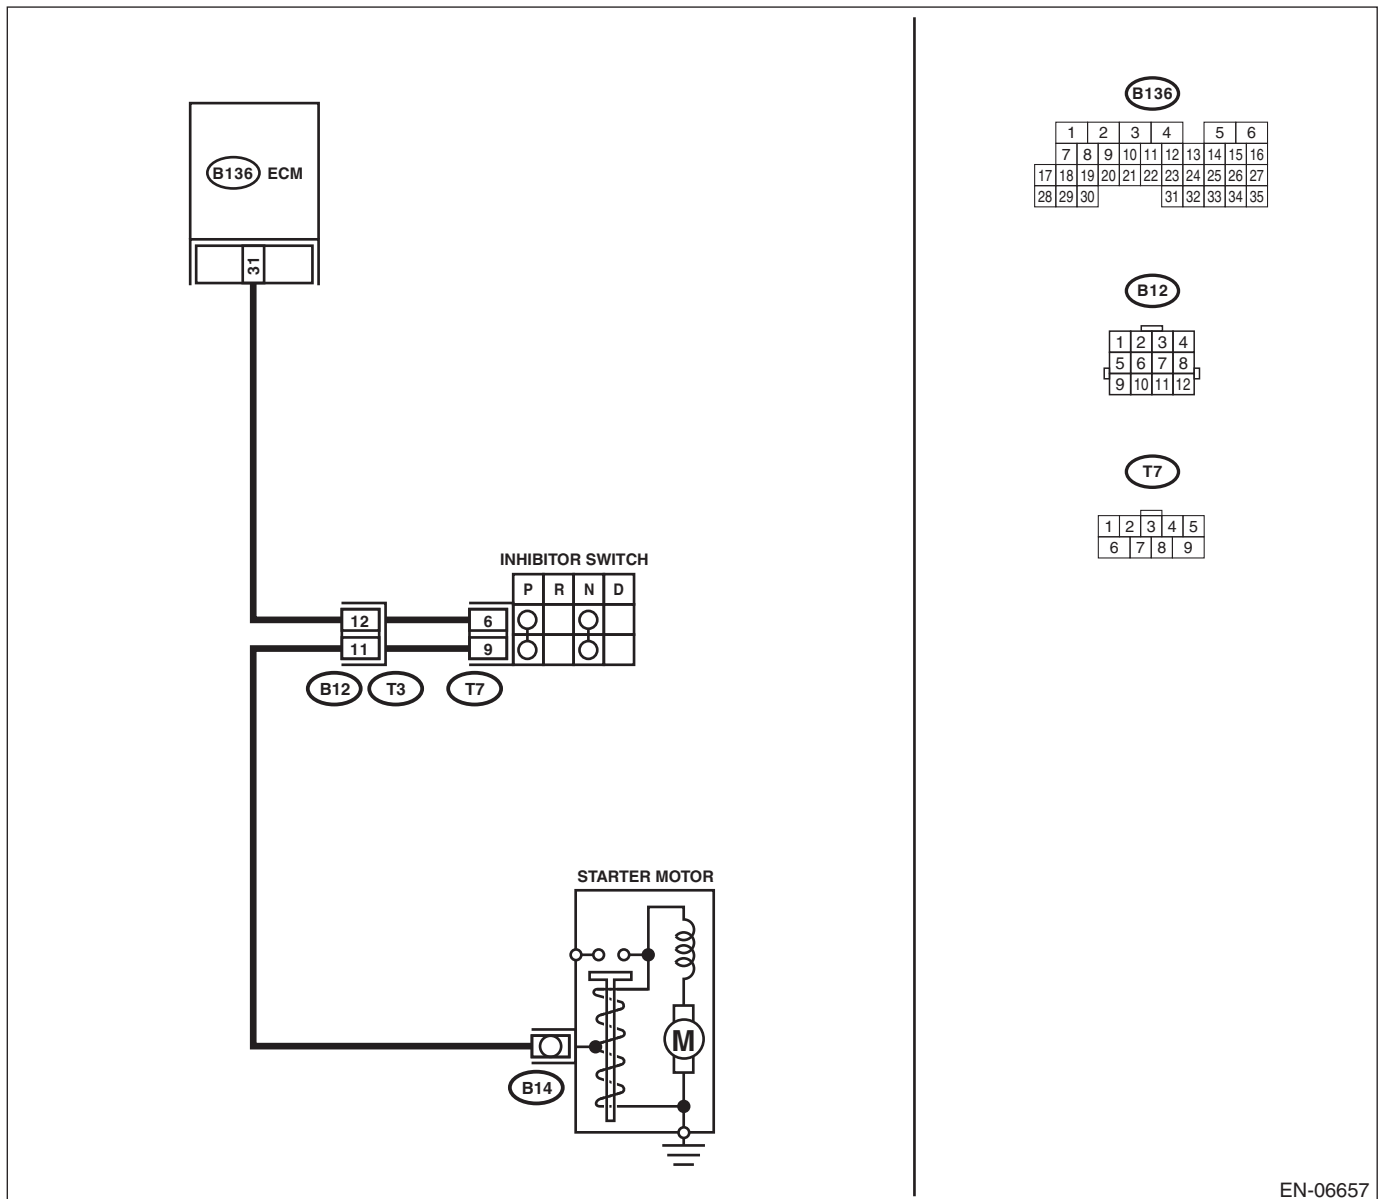 B136 ECM
31
INHIBITOR SWITCH
P R N D
12 6
11 9
B12 T3 T7
STARTER MOTOR
M
B14
B136
1 2 3 4 5 6
7 8 9 10 11 12 13 14 15 16
17 18 19 20 21 22 23 24 25 26 27
28 29 30 31 32 33 34 35
B12
1 2 3 4
5 6 7 8
9 10 11 12
T7
1 2 3 4 5
6 7 8 9
EN-06657